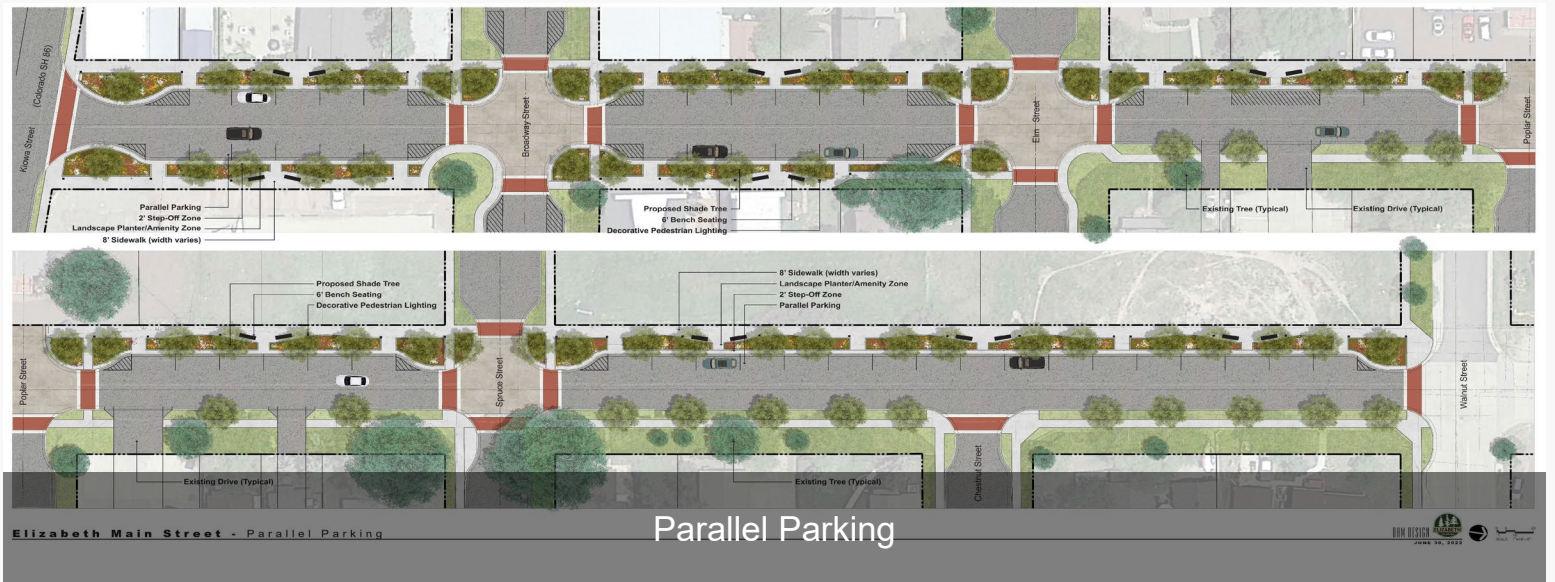 Kiowa Street
(Colorado SH 86)
Broadway Street
Elm Street
Poplar Street
Parallel Parking
2' Step-Off Zone
Landscape Planter/Amenity Zone
8' Sidewalk (width varies)
Proposed Shade Tree
6' Bench Seating
Decorative Pedestrian Lighting
Existing Tree (Typical)
Existing Drive (Typical)
Proposed Shade Tree
6' Bench Seating
Decorative Pedestrian Lighting
8' Sidewalk (width varies)
Landscape Planter/Amenity Zone
2' Step-Off Zone
Parallel Parking
Poplar Street
Spruce Street
Chestnut Street
Walnut Street
Existing Drive (Typical)
Existing Tree (Typical)
Elizabeth Main Street - Parallel Parking
Parallel Parking
DHM DESIGN
ELIZABETH
JUNE 30, 2022